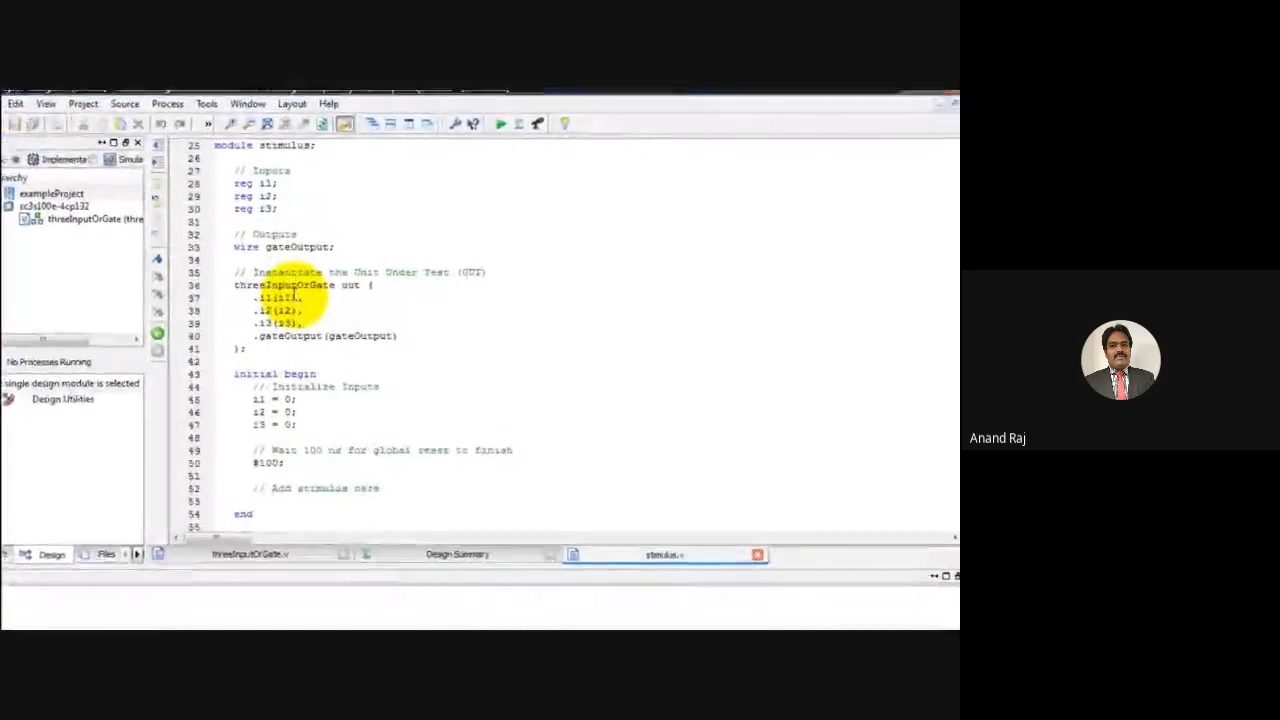 Edit View Project Source Process Tools Window Layout Help
Implementa Simula
erarchy
exampleProject
xc3s100e-4cp132
threeInputOrGate (thre
No Processes Running
single design module is selected
Design Utilities
25 module stimulus;
26
27 // Inputs
28 reg i1;
29 reg i2;
30 reg i3;
31
32 // Outputs
33 wire gateOutput;
34
35 // Instantiate the Unit Under Test (UUT)
36 threeInputOrGate uut (
37 .i1(i1),
38 .i2(i2),
39 .i3(i3),
40 .gateOutput(gateOutput)
41 );
42
43 initial begin
44 // Initialize Inputs
45 i1 = 0;
46 i2 = 0;
47 i3 = 0;
48
49 // Wait 100 ns for global reset to finish
50 #100;
51
52 // Add stimulus here
53
54 end
55
Design Files threeInputOrGate.v Design Summary stimulus.v
Anand Raj